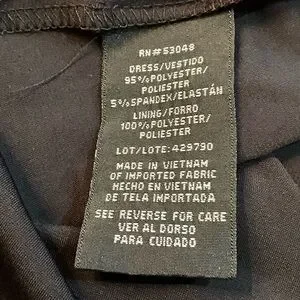 RN# 53048
DRESS/VESTIDO
95% POLYESTER/
POLIESTER
5% SPANDEX/ELASTÁN
LINING/FORRO
100% POLYESTER/
POLIESTER
LOT/LOTE: 429790
MADE IN VIETNAM
OF IMPORTED FABRIC
HECHO EN VIETNAM
DE TELA IMPORTADA
SEE REVERSE FOR CARE
VER AL DORSO
PARA CUIDADO